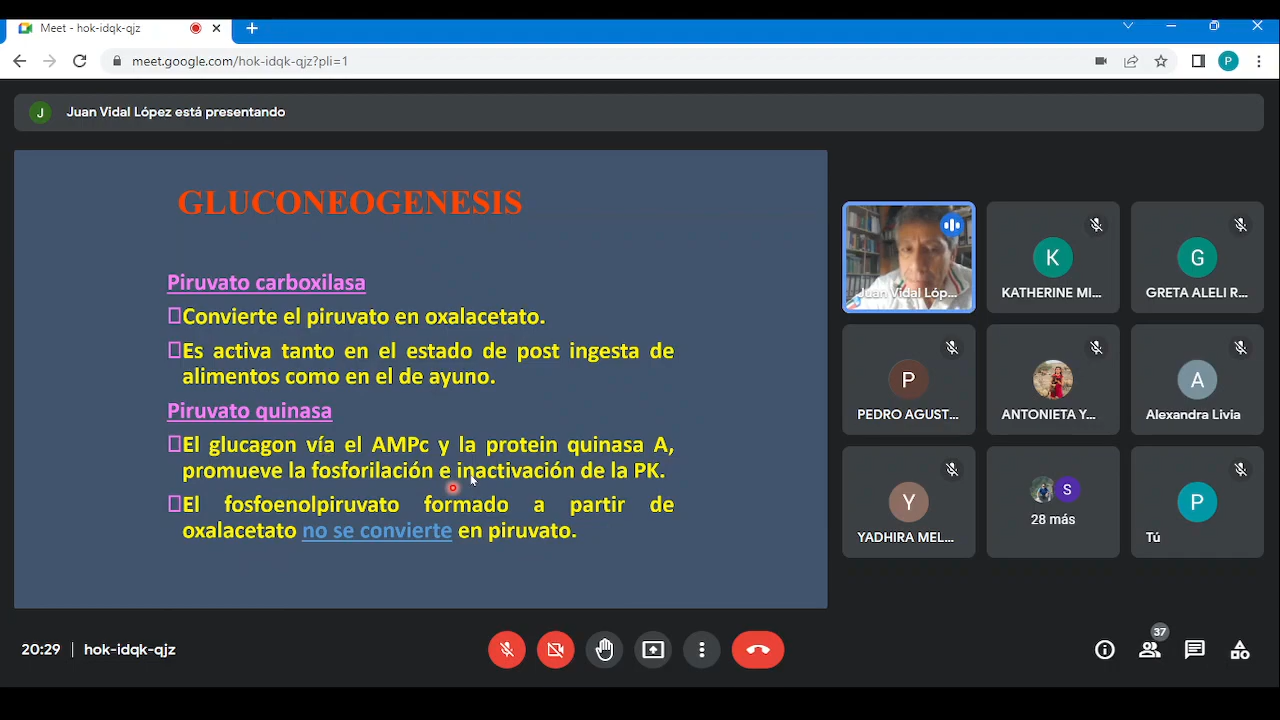 Meet - hok-idqk-qjz
meet.google.com/hok-idqk-qjz?pli=1
P
J
Juan Vidal López está presentando
GLUCONEOGENESIS
Piruvato carboxilasa
Convierte el piruvato en oxalacetato.
Es activa tanto en el estado de post ingesta de
alimentos como en el de ayuno.
Piruvato quinasa
El glucagon vía el AMPc y la protein quinasa A,
promueve la fosforilación e inactivación de la PK.
El fosfoenolpiruvato formado a partir de
oxalacetato no se convierte en piruvato.
Juan Vidal Lóp...
K
KATHERINE MI...
G
GRETA ALELI R...
P
PEDRO AGUST...
ANTONIETA Y...
A
Alexandra Livia
Y
YADHIRA MEL...
S
28 más
P
Tú
20:29 | hok-idqk-qjz
37